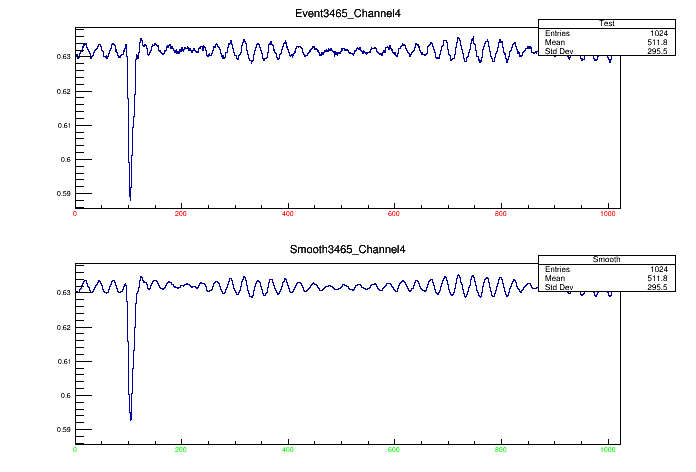 Event3465_Channel4
Test
Entries 1024
Mean 511.8
Std Dev 295.5
0.63
0.62
0.61
0.6
0.59
0 200 400 600 800 1000
Smooth3465_Channel4
Smooth
Entries 1024
Mean 511.8
Std Dev 295.5
0.63
0.62
0.61
0.6
0.59
0 200 400 600 800 1000